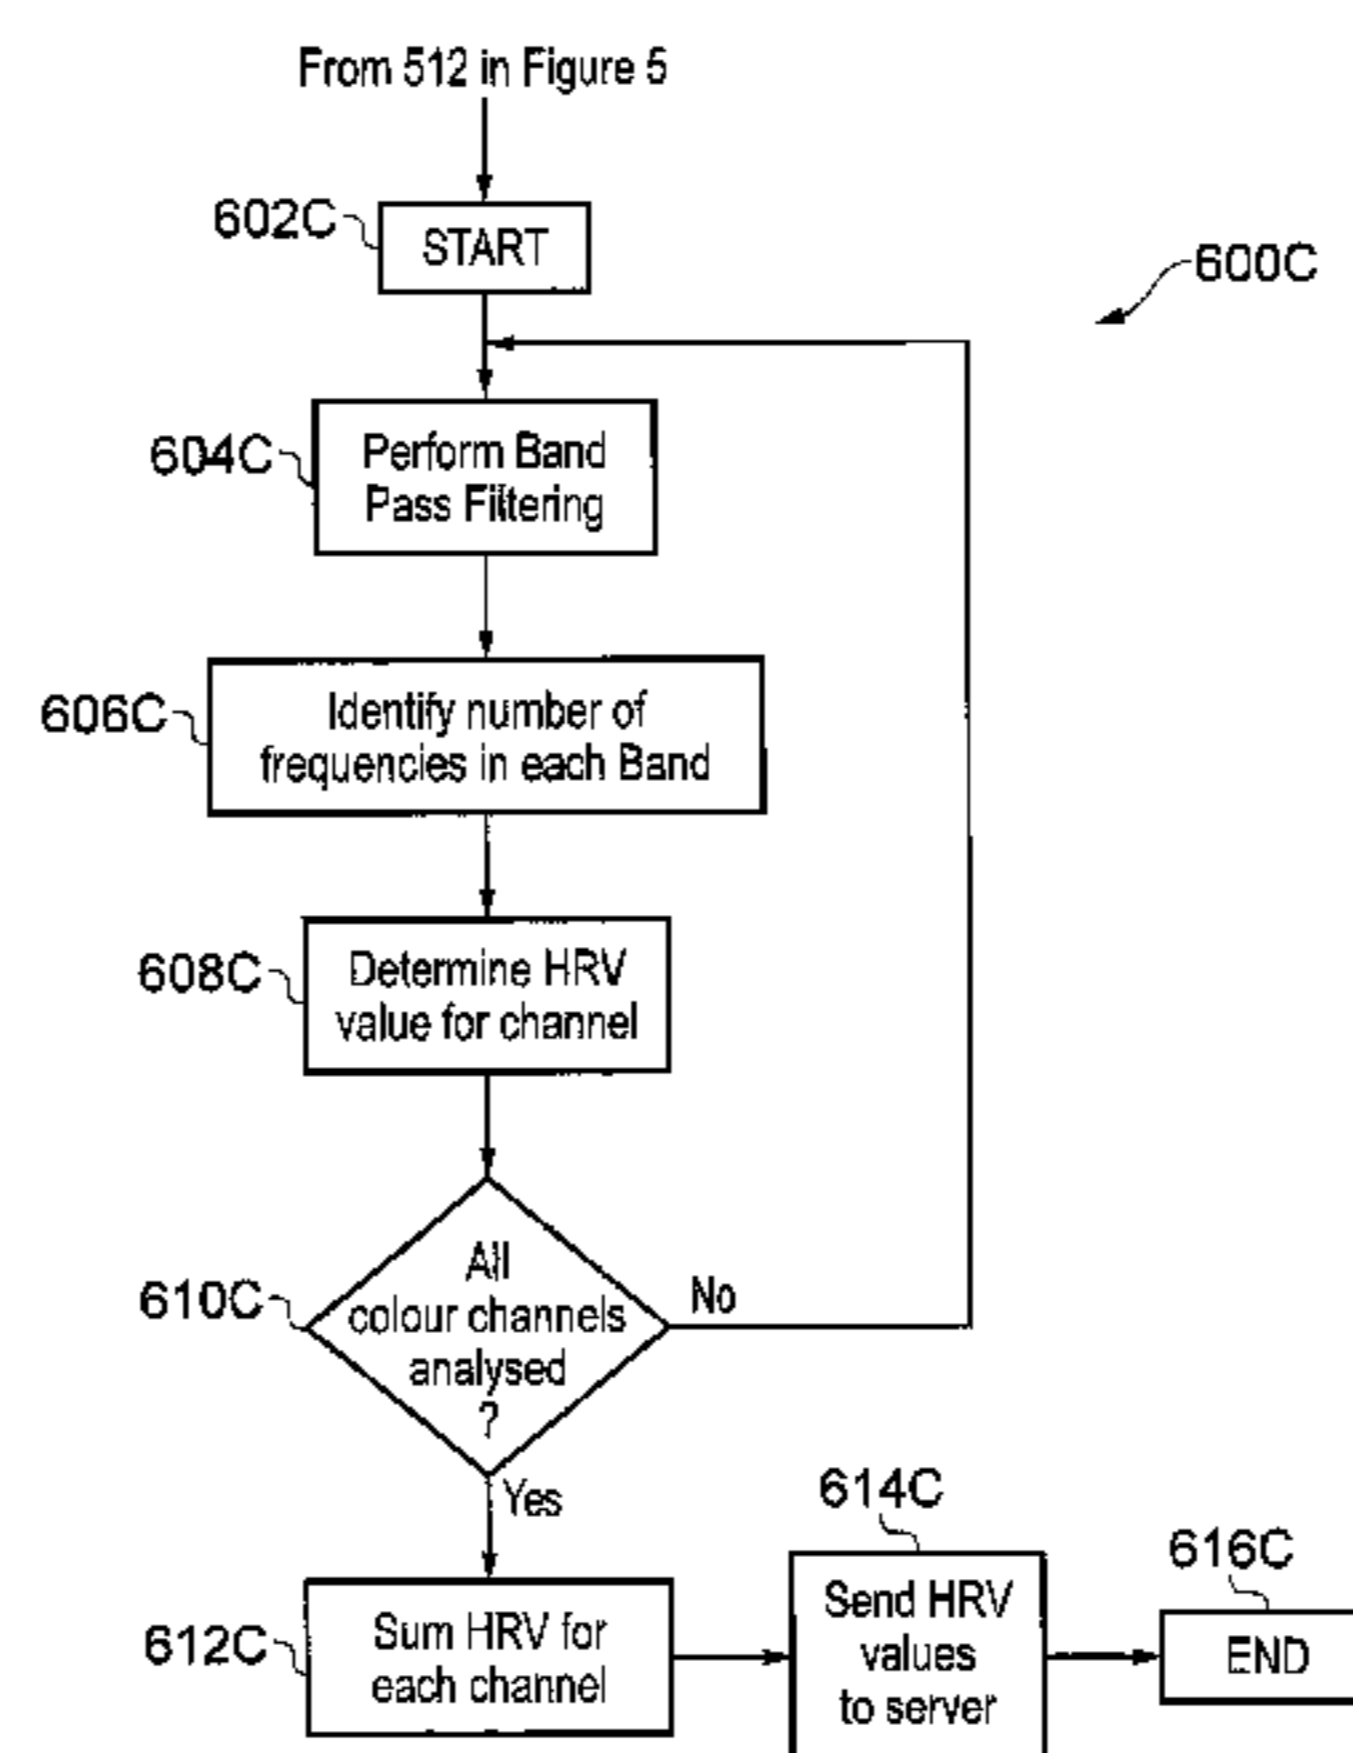 From 512 in Figure 5
602C
START
600C
604C
Perform Band
Pass Filtering
606C
Identify number of
frequencies in each Band
608C
Determine HRV
value for channel
610C
All
colour channels
analysed
?
No
Yes
612C
Sum HRV for
each channel
614C
Send HRV
values
to server
616C
END